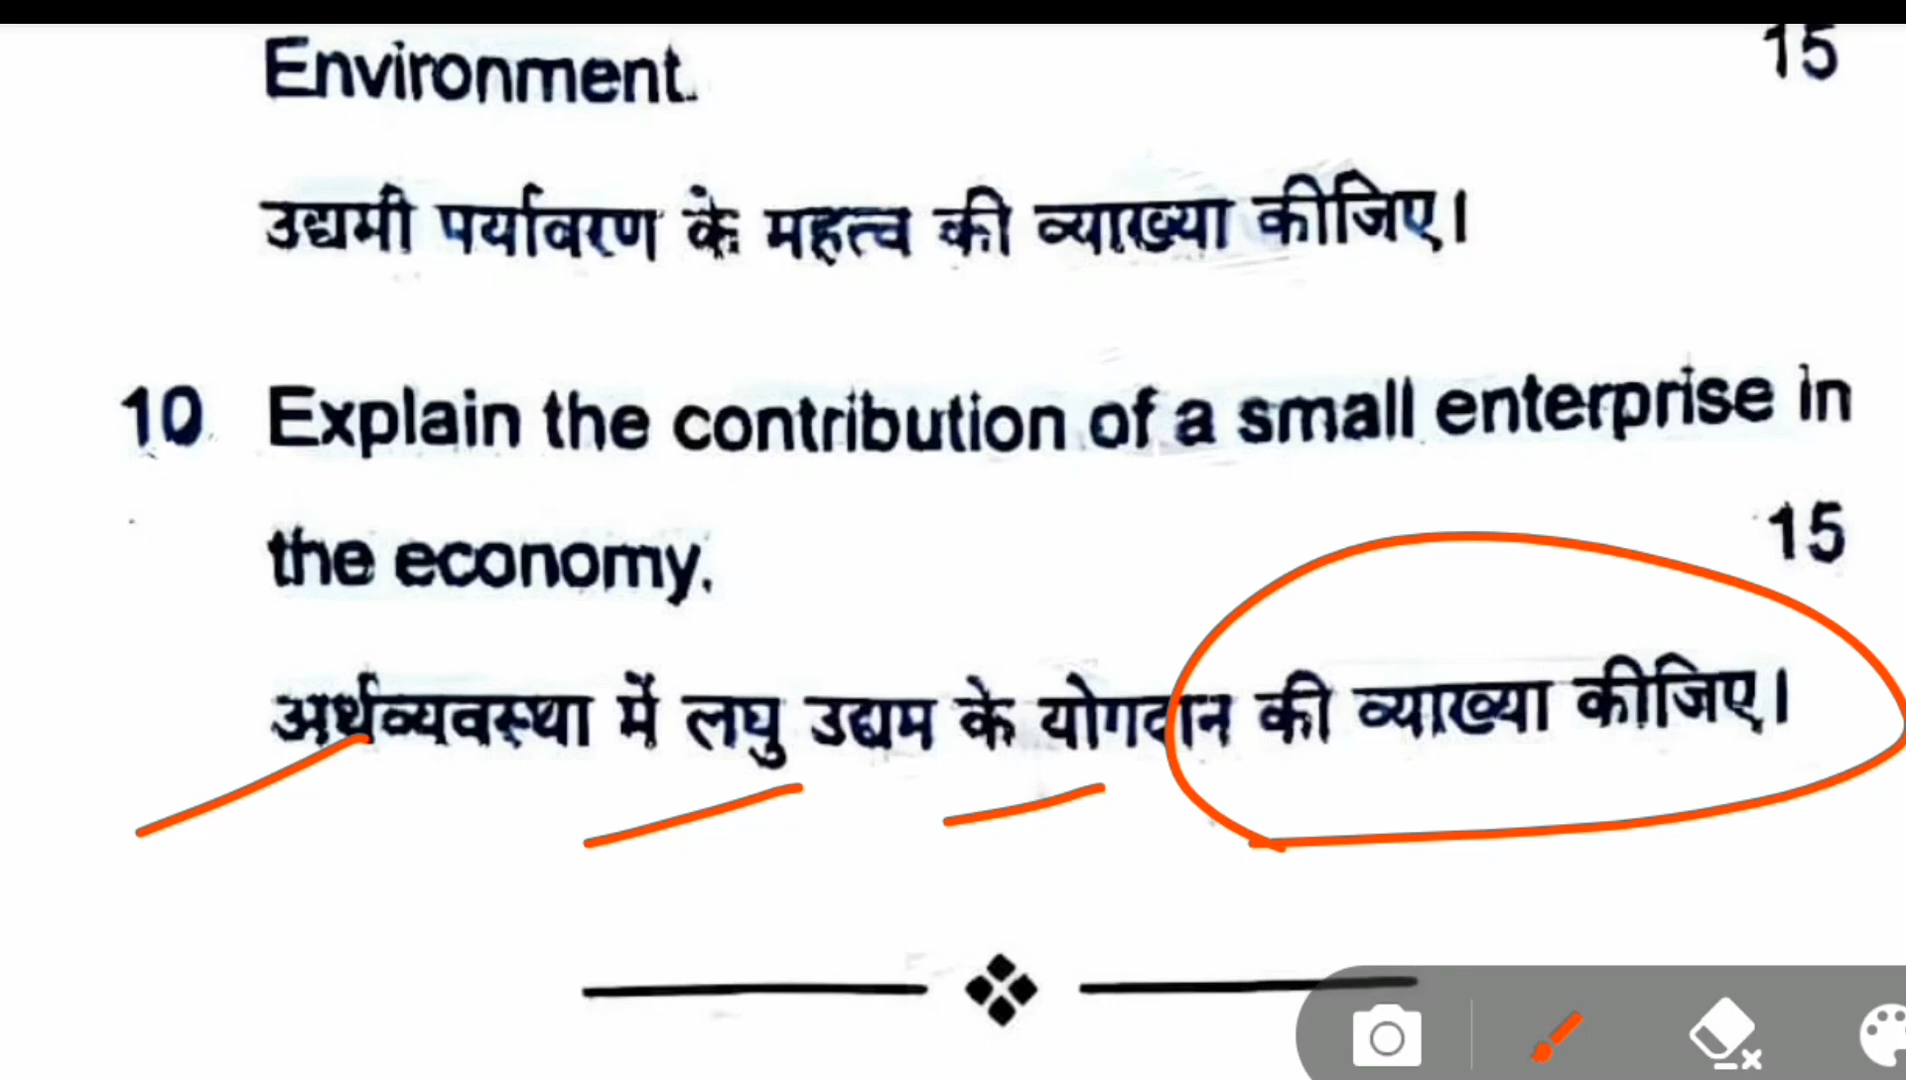 Environment.
15
उद्यमी पर्यावरण के महत्त्व की व्याख्या कीजिए।
10 Explain the contribution of a small enterprise in
the economy.
15
अर्थव्यवस्था में लघु उद्यम के योगदान की व्याख्या कीजिए।